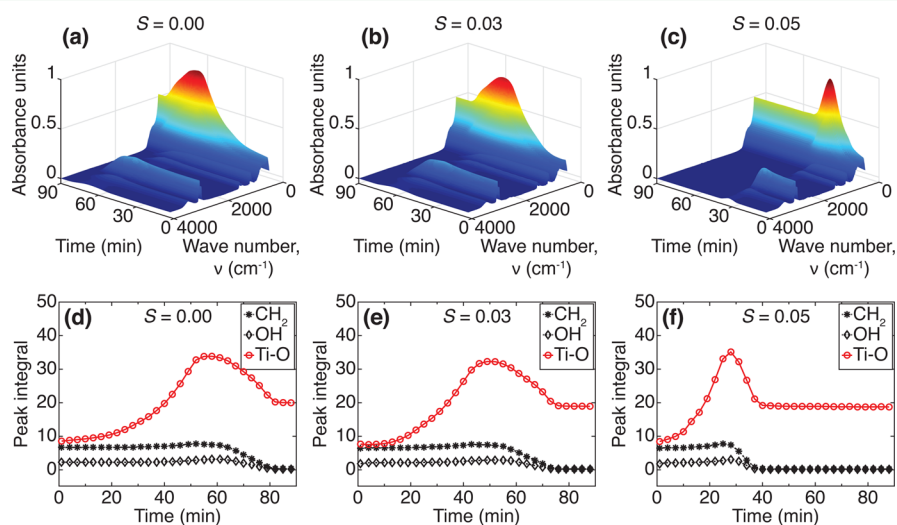 (a) S = 0.00
Absorbance units
1
0.5
0
90
60
30
0
4000
2000
0
Time (min)
Wave number,
ν (cm⁻¹)
(b) S = 0.03
Absorbance units
1
0.5
0
90
60
30
0
4000
2000
0
Time (min)
Wave number,
ν (cm⁻¹)
(c) S = 0.05
Absorbance units
1
0.5
0
90
60
30
0
4000
2000
0
Time (min)
Wave number,
ν (cm⁻¹)
(d) S = 0.00
CH₂
OH
Ti-O
Peak integral
50
40
30
20
10
0
0 20 40 60 80
Time (min)
(e) S = 0.03
CH₂
OH
Ti-O
Peak integral
50
40
30
20
10
0
0 20 40 60 80
Time (min)
(f) S = 0.05
CH₂
OH
Ti-O
Peak integral
50
40
30
20
10
0
0 20 40 60 80
Time (min)